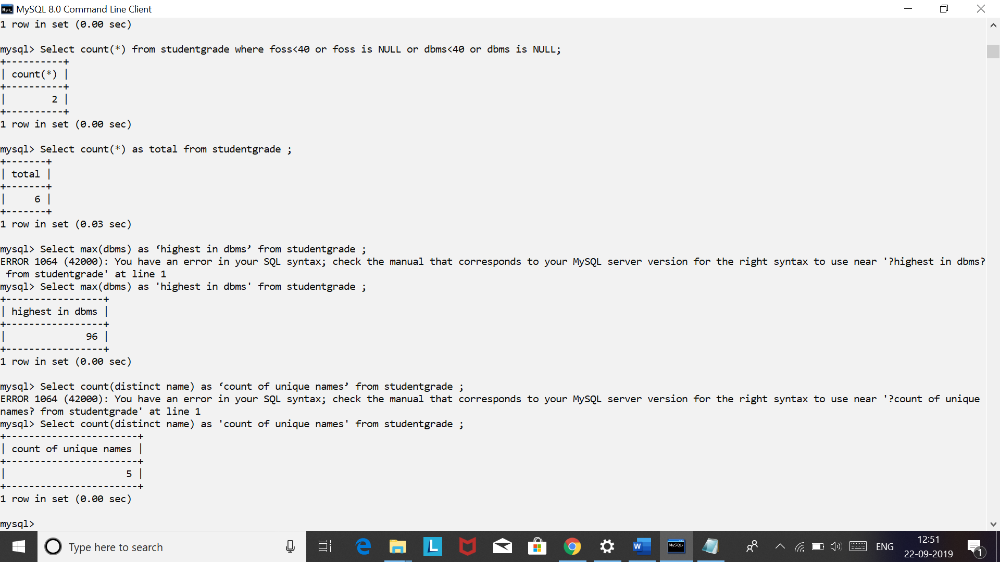 MySQL 8.0 Command Line Client
1 row in set (0.00 sec)
mysql> Select count(*) from studentgrade where foss<40 or foss is NULL or dbms<40 or dbms is NULL;
+----------+
| count(*) |
+----------+
|        2 |
+----------+
1 row in set (0.00 sec)
mysql> Select count(*) as total from studentgrade ;
+-------+
| total |
+-------+
|     6 |
+-------+
1 row in set (0.03 sec)
mysql> Select max(dbms) as ‘highest in dbms’ from studentgrade ;
ERROR 1064 (42000): You have an error in your SQL syntax; check the manual that corresponds to your MySQL server version for the right syntax to use near '?highest in dbms?
 from studentgrade' at line 1
mysql> Select max(dbms) as 'highest in dbms' from studentgrade ;
+-----------------+
| highest in dbms |
+-----------------+
|              96 |
+-----------------+
1 row in set (0.00 sec)
mysql> Select count(distinct name) as ‘count of unique names’ from studentgrade ;
ERROR 1064 (42000): You have an error in your SQL syntax; check the manual that corresponds to your MySQL server version for the right syntax to use near '?count of unique
names? from studentgrade' at line 1
mysql> Select count(distinct name) as 'count of unique names' from studentgrade ;
+-----------------------+
| count of unique names |
+-----------------------+
|                     5 |
+-----------------------+
1 row in set (0.00 sec)
mysql>
Type here to search
L
W
MySQL>
ENG
12:51
22-09-2019
1